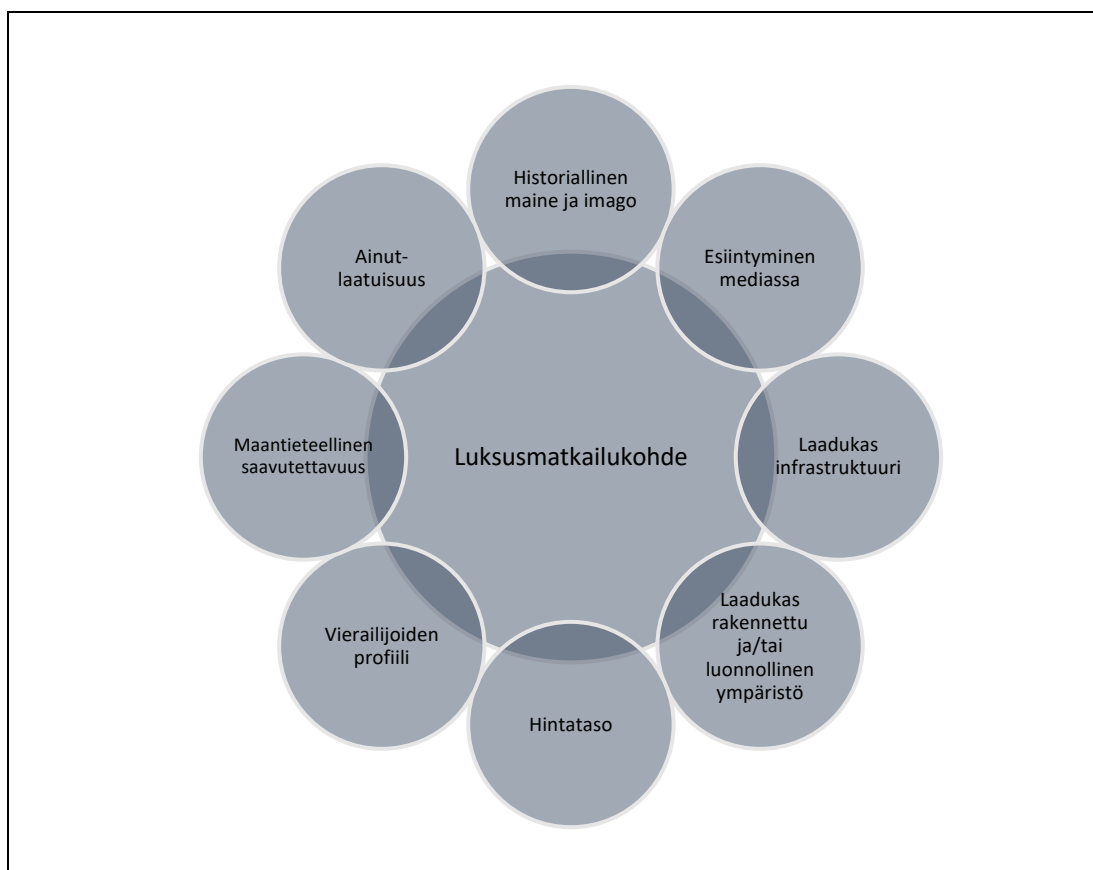 Historiallinen
maine ja imago
Esiintyminen
mediassa
Laadukas
infrastruktuuri
Laadukas
rakennettu
ja/tai
luonnollinen
ympäristö
Hintataso
Vierailijoiden
profiili
Maantieteellinen
saavutettavuus
Ainut-
laatuisuus
Luksusmatkailukohde